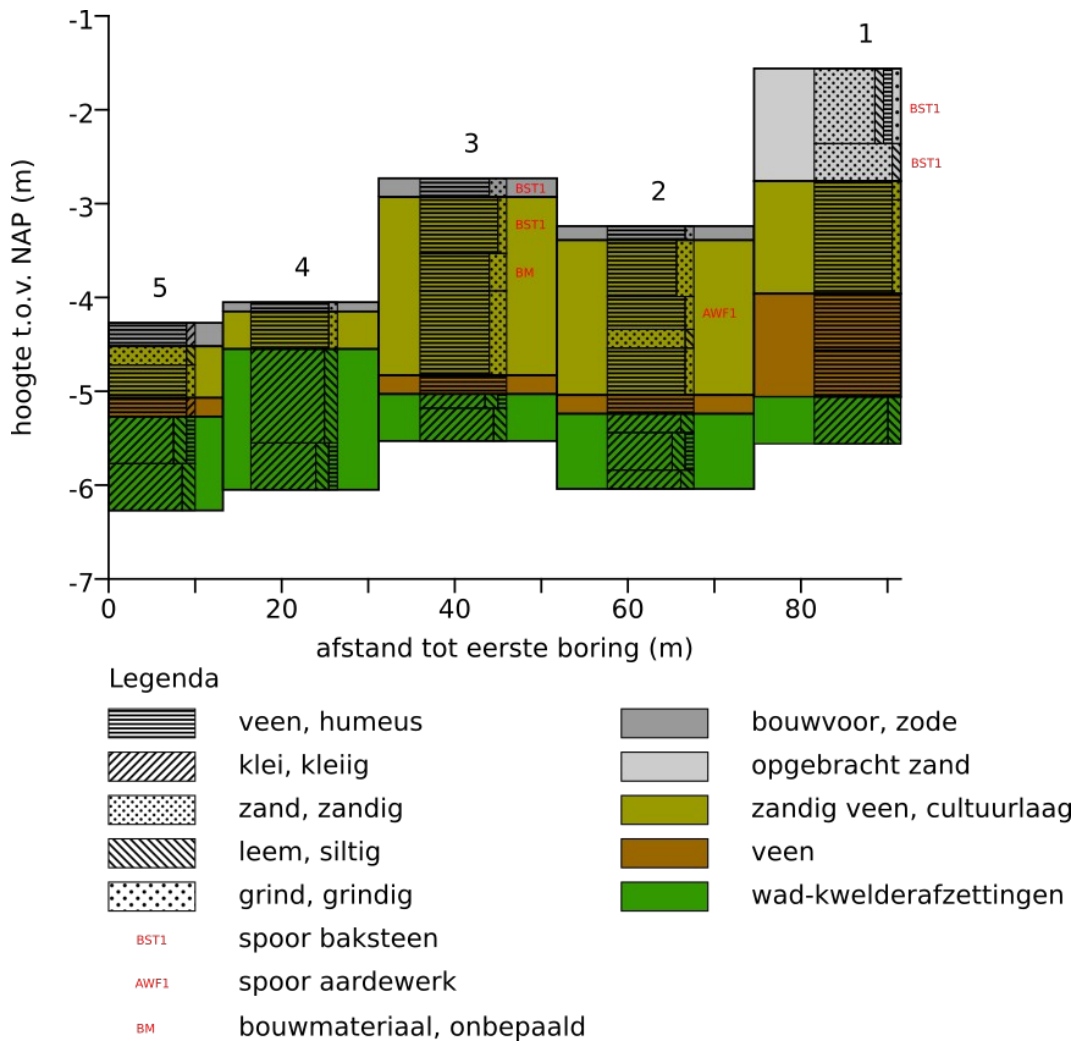 -1
1
BST1
-2
3
BST1
hoogte t.o.v. NAP (m)
-3
2
BST1
BST1
BM
5
4
-4
AWF1
-5
-6
-7
0 20 40 60 80
afstand tot eerste boring (m)
Legenda
veen, humeus
klei, kleiig
zand, zandig
leem, siltig
grind, grindig
BST1 spoor baksteen
AWF1 spoor aardewerk
BM bouwmateriaal, onbepaald
bouwvoor, zode
opgebracht zand
zandig veen, cultuurlaag
veen
wad-kwelderafzettingen